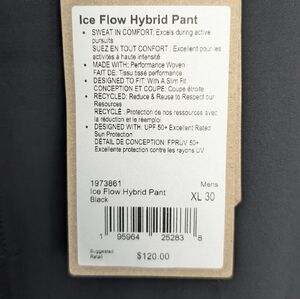 Ice Flow Hybrid Pant
• SWEAT IN COMFORT: Excels during active
pursuits
SUEZ EN TOUT CONFORT : Excellent pour les
activités à haute intensité
• MADE WITH: Performance Woven
FAIT DE: Tissu tissé performance
• DESIGNED TO FIT: With A Slim Fit
CONCEPTION ET COUPE: Coupe étroite
• RECYCLED: Reduce & Reuse to Respect our
Resources
RECYCLÉ : Protection de nos ressources avec
la réduction et le réemploi
• DESIGNED WITH: UPF 50+ Excellent Rated
Sun Protection
DÉTAIL DE CONCEPTION: FPRUV 50+
Excellente protection contre les rayons UV
1973861 Mens
Ice Flow Hybrid Pant
Black XL 30
1 95964 25283 8
Suggested
Retail $120.00